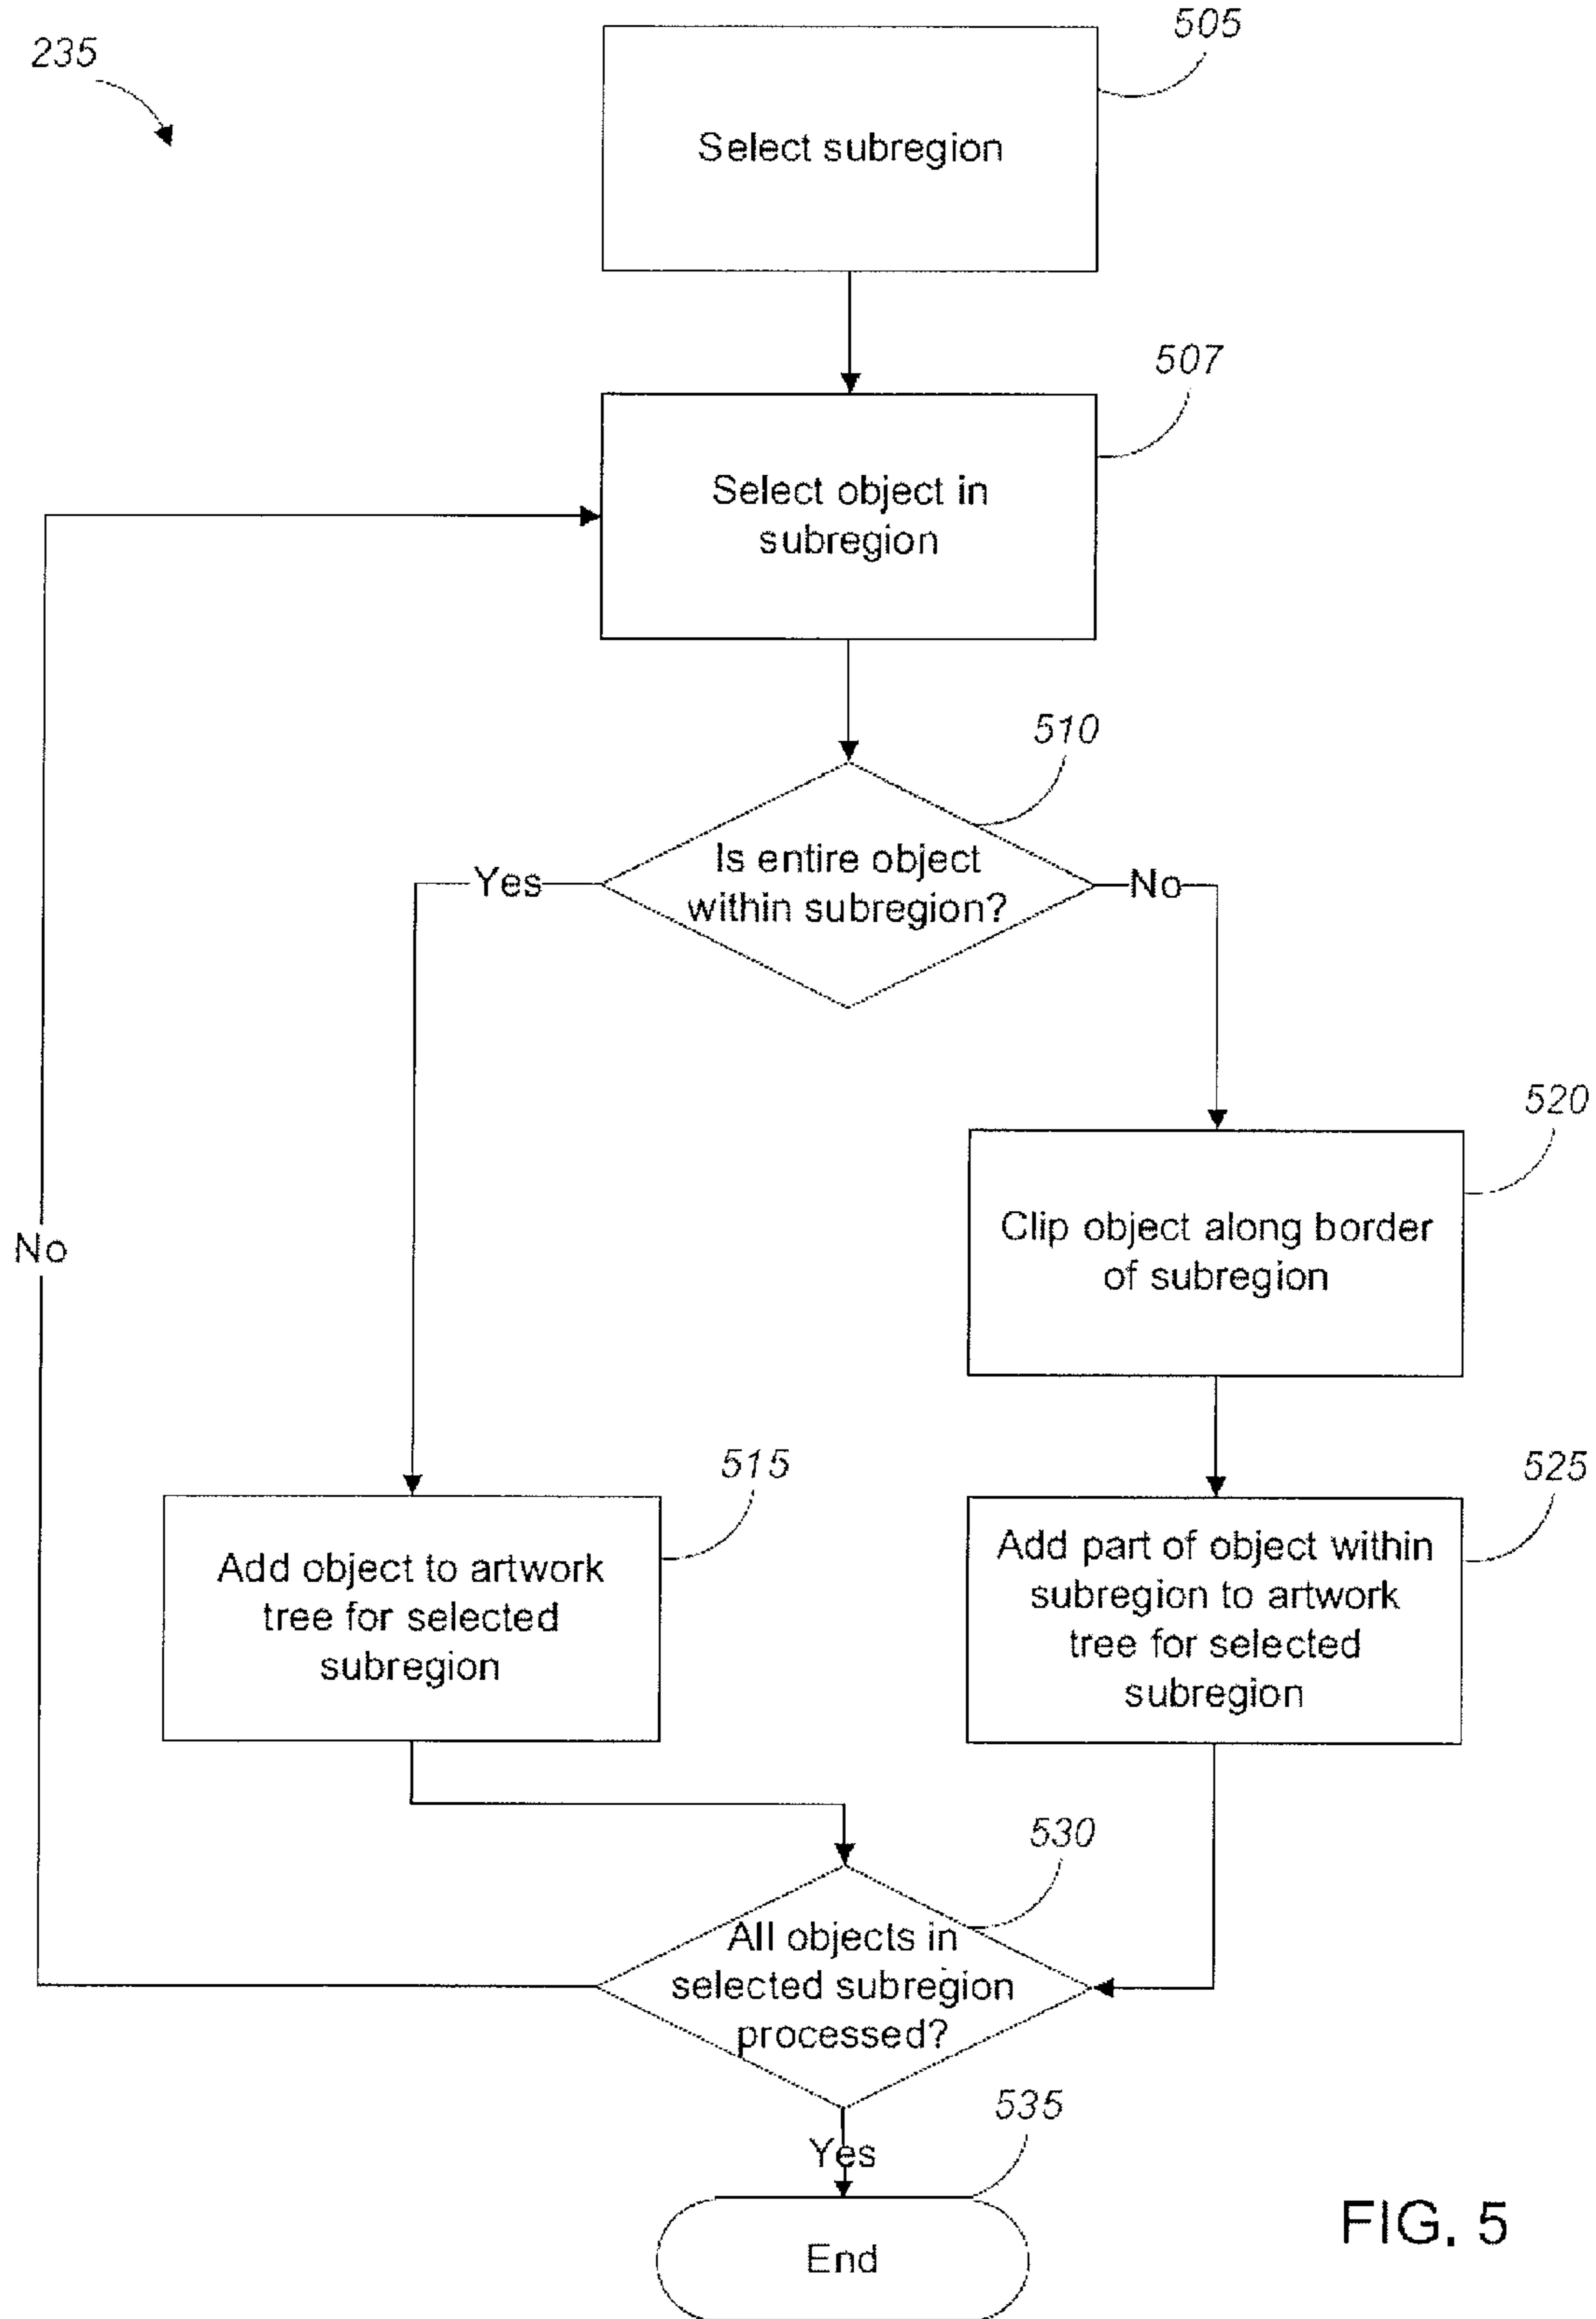 235
505
Select subregion
507
Select object in
subregion
510
Is entire object
within subregion?
Yes
No
520
Clip object along border
of subregion
No
515
Add object to artwork
tree for selected
subregion
525
Add part of object within
subregion to artwork
tree for selected
subregion
530
All objects in
selected subregion
processed?
535
Yes
End
FIG. 5